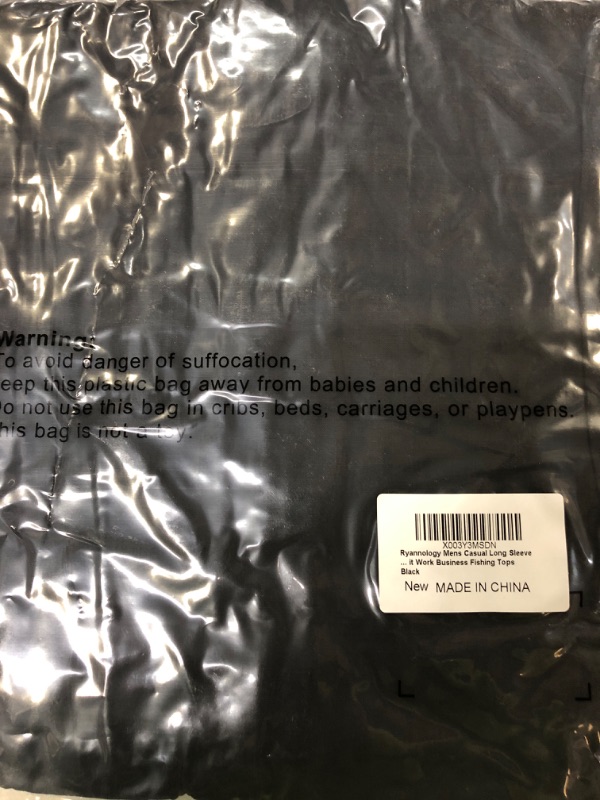 Warning:
To avoid danger of suffocation,
eep this plastic bag away from babies and children.
Do not use this bag in cribs, beds, carriages, or playpens.
his bag is not a toy.
X003Y3MSDN
Ryannology Mens Casual Long Sleeve
... it Work Business Fishing Tops
Black
New MADE IN CHINA